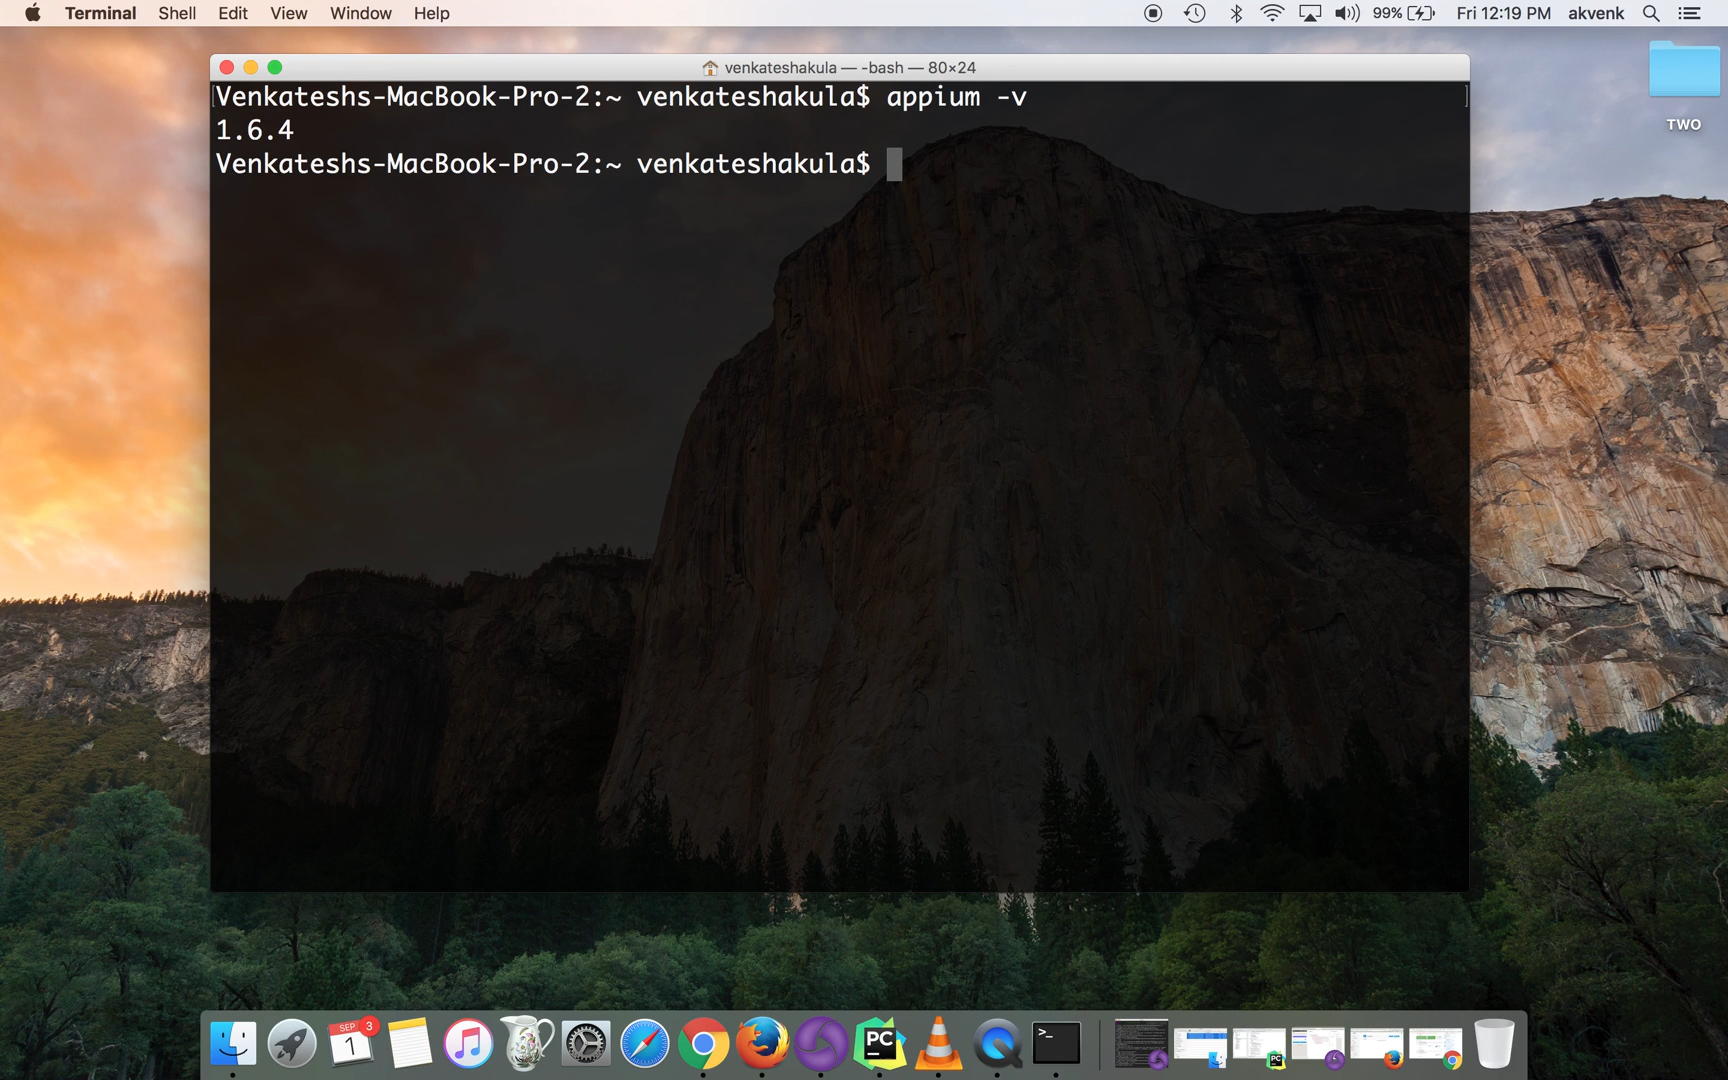 Terminal Shell Edit View Window Help 99% Fri 12:19 PM akvenk
venkateshakula — -bash — 80×24
Venkateshs-MacBook-Pro-2:~ venkateshakula$ appium -v
1.6.4
Venkateshs-MacBook-Pro-2:~ venkateshakula$
TWO
SEP 3
1
PC
>_
PC